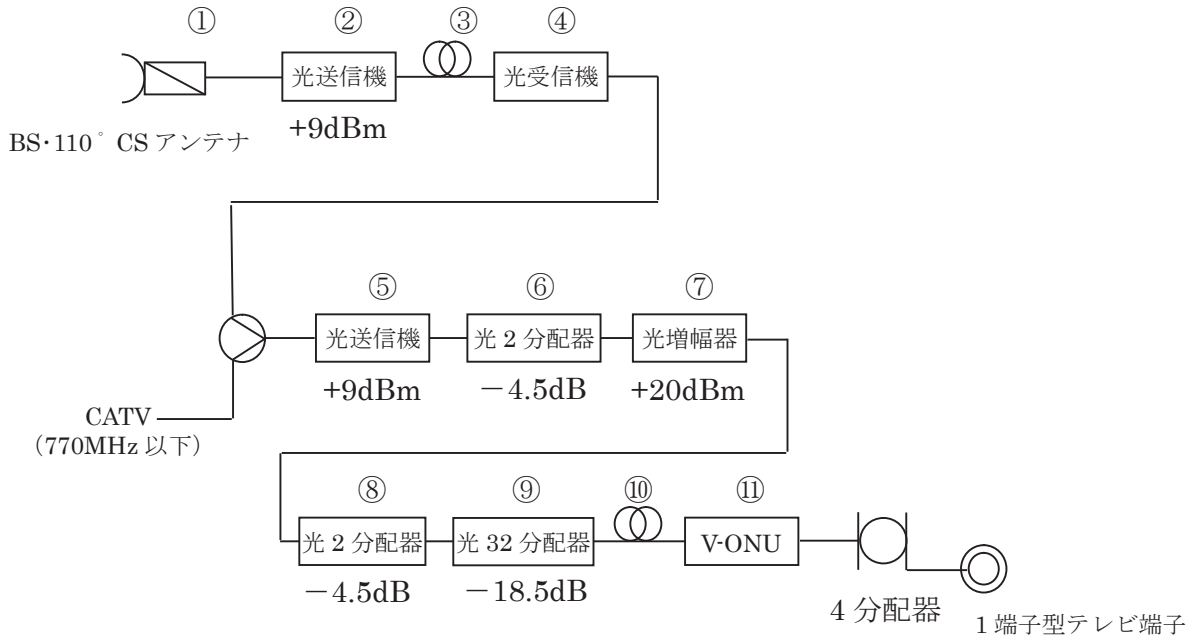 ① ② ③ ④
光送信機 光受信機
+9dBm
BS･110° CS アンテナ
⑤ ⑥ ⑦
光送信機 光 2 分配器 光増幅器
+9dBm −4.5dB +20dBm
CATV
（770MHz 以下）
⑧ ⑨ ⑩ ⑪
光 2 分配器 光 32 分配器 V-ONU
−4.5dB −18.5dB
4 分配器
1 端子型テレビ端子